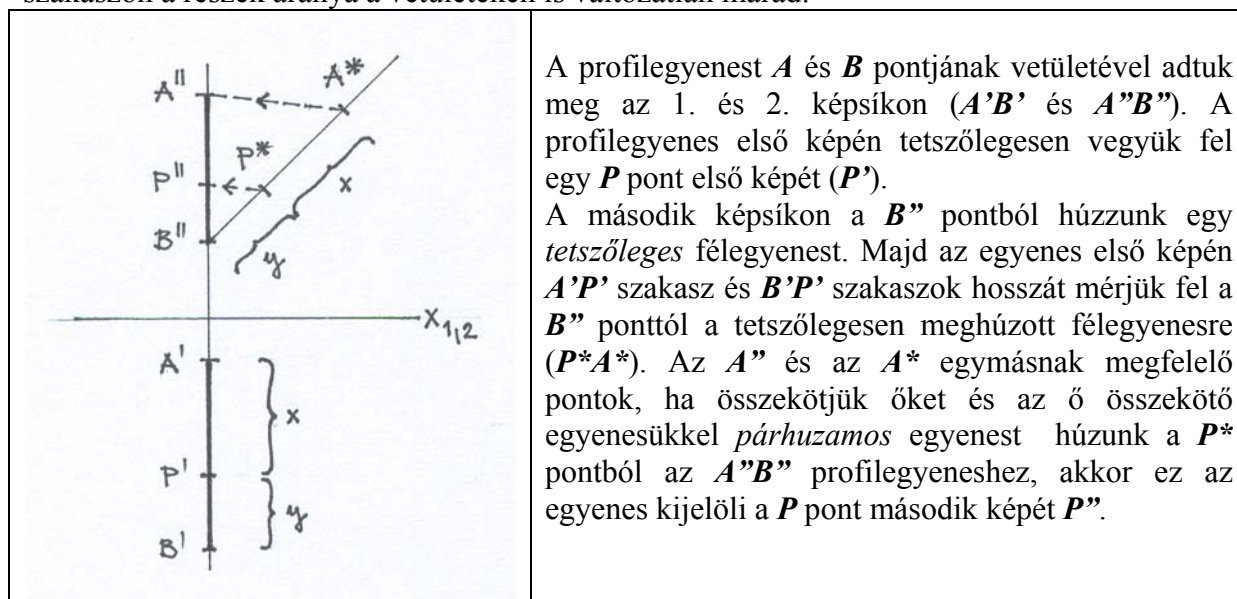 szakaszon a részek aránya a vetületeken is változatlan marad.
A"
A*
P"
P*
B"
x
y
x1,2
A'
x
P'
y
B'
A profilegyenest A és B pontjának vetületével adtuk
meg az 1. és 2. képsíkon (A’B’ és A”B”). A
profilegyenes első képén tetszőlegesen vegyük fel
egy P pont első képét (P’).
A második képsíkon a B” pontból húzzunk egy
tetszőleges félegyenest. Majd az egyenes első képén
A’P’ szakasz és B’P’ szakaszok hosszát mérjük fel a
B” ponttól a tetszőlegesen meghúzott félegyenesre
(P*A*). Az A” és az A* egymásnak megfelelő
pontok, ha összekötjük őket és az ő összekötő
egyenesükkel párhuzamos egyenest húzunk a P*
pontból az A”B” profilegyeneshez, akkor ez az
egyenes kijelöli a P pont második képét P”.